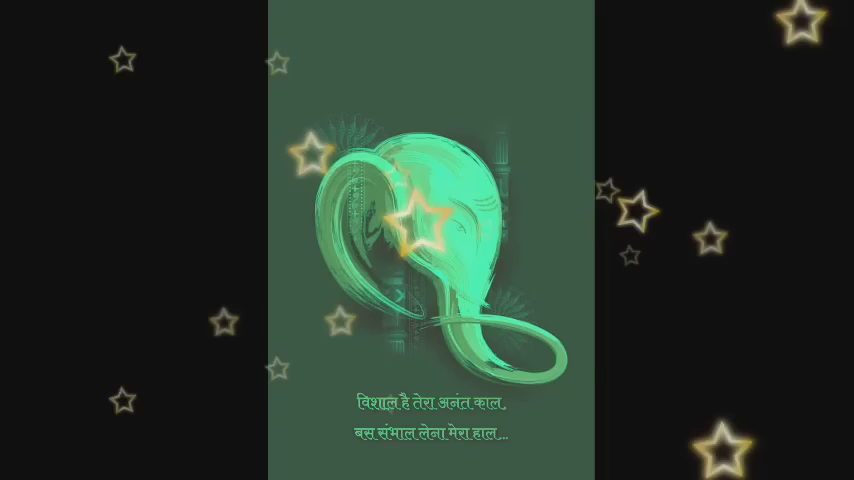 विशाल है तेरा अनंत काल,
बस संभाल लेना मेरा हाल...